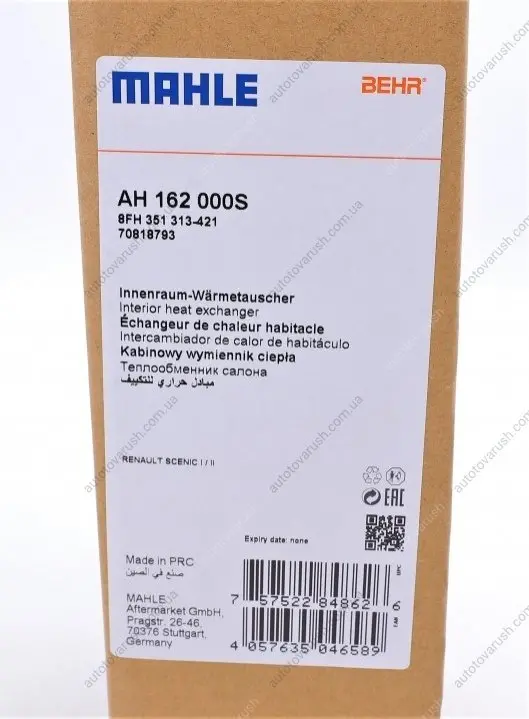 MAHLE
BEHR®
AH 162 000S
8FH 351 313-421
70818793
Innenraum-Wärmetauscher
Interior heat exchanger
Échangeur de chaleur habitacle
Intercambiador de calor de habitáculo
Kabinowy wymiennik ciepła
Теплообменник салона
مبادل حراري للتكييف
RENAULT SCENIC I / II
EAC
Expiry date: none
Made in PRC
صنع في الصين
MAHLE
Aftermarket GmbH,
Pragstr. 26-46,
70376 Stuttgart,
Germany
UPC
7 57522 84862 6
EAN
4 057635 046589
autotovarush.com.ua